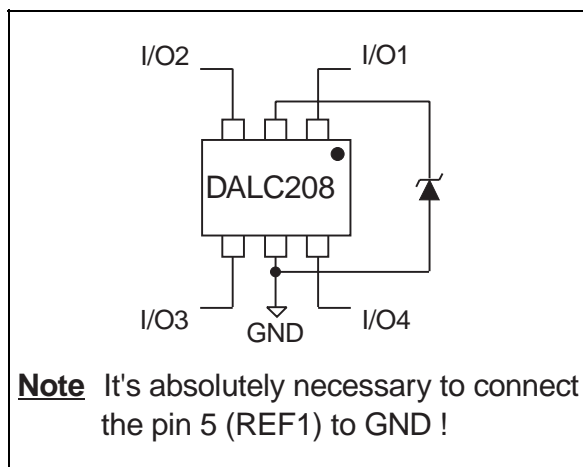 I/O2 I/O1
DALC208
I/O3 I/O4
GND
Note It's absolutely necessary to connect
the pin 5 (REF1) to GND !